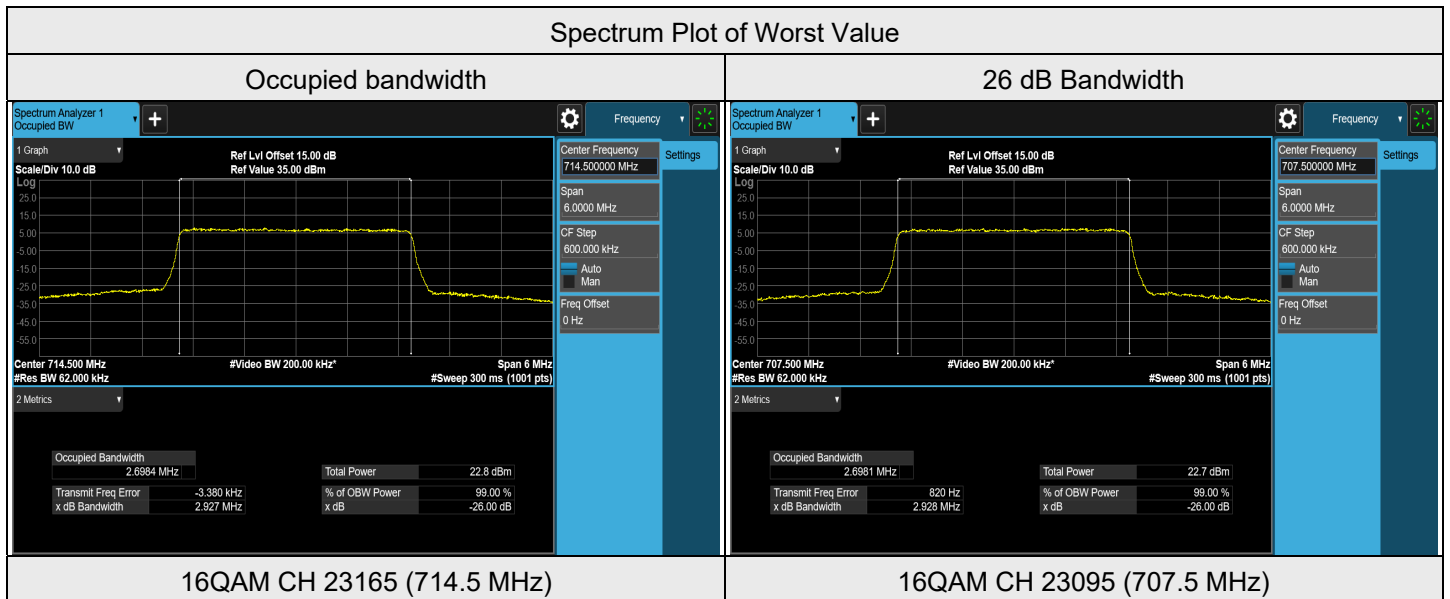 Spectrum Plot of Worst Value
Occupied bandwidth
26 dB Bandwidth
Spectrum Analyzer 1
Occupied BW
+
Frequency
1 Graph
Scale/Div 10.0 dB
Ref Lvl Offset 15.00 dB
Ref Value 35.00 dBm
Log
25.0
15.0
5.00
-5.00
-15.0
-25.0
-35.0
-45.0
-55.0
Center 714.500 MHz
#Res BW 62.000 kHz
#Video BW 200.00 kHz*
Span 6 MHz
#Sweep 300 ms (1001 pts)
Center Frequency
714.500000 MHz
Settings
Span
6.0000 MHz
CF Step
600.000 kHz
Auto
Man
Freq Offset
0 Hz
2 Metrics
Occupied Bandwidth
2.6984 MHz
Total Power 22.8 dBm
Transmit Freq Error -3.380 kHz % of OBW Power 99.00 %
x dB Bandwidth 2.927 MHz x dB -26.00 dB
Spectrum Analyzer 1
Occupied BW
+
Frequency
1 Graph
Scale/Div 10.0 dB
Ref Lvl Offset 15.00 dB
Ref Value 35.00 dBm
Log
25.0
15.0
5.00
-5.00
-15.0
-25.0
-35.0
-45.0
-55.0
Center 707.500 MHz
#Res BW 62.000 kHz
#Video BW 200.00 kHz*
Span 6 MHz
#Sweep 300 ms (1001 pts)
Center Frequency
707.500000 MHz
Settings
Span
6.0000 MHz
CF Step
600.000 kHz
Auto
Man
Freq Offset
0 Hz
2 Metrics
Occupied Bandwidth
2.6981 MHz
Total Power 22.7 dBm
Transmit Freq Error 820 Hz % of OBW Power 99.00 %
x dB Bandwidth 2.928 MHz x dB -26.00 dB
16QAM CH 23165 (714.5 MHz)
16QAM CH 23095 (707.5 MHz)